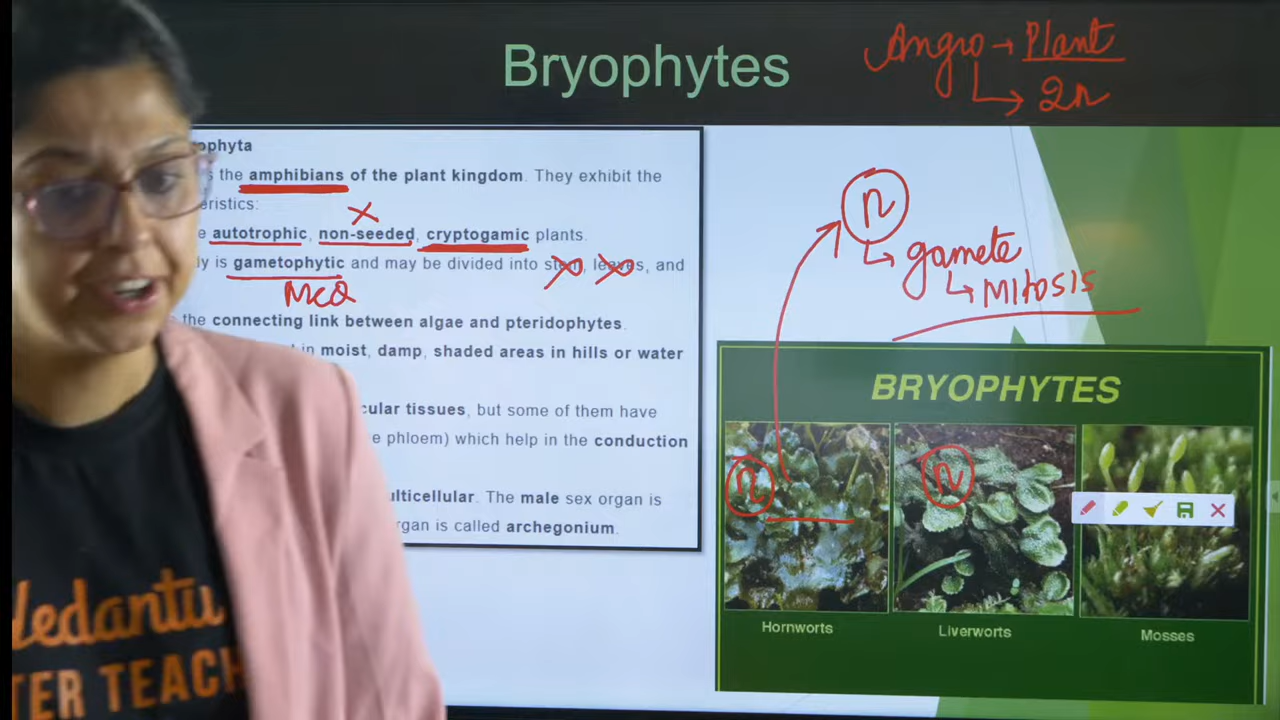 Bryophytes
Angio → Plant
↳ 2n
ophyta
s the amphibians of the plant kingdom. They exhibit the
eristics:
e autotrophic, non-seeded, cryptogamic plants.
ly is gametophytic and may be divided into stem, leaves, and
MCQ
the connecting link between algae and pteridophytes.
in moist, damp, shaded areas in hills or water
cular tissues, but some of them have
e phloem) which help in the conduction
ulticellular. The male sex organ is
rgan is called archegonium.
n
↳ gamete
↳ MITOSIS
BRYOPHYTES
n
n
Hornworts
Liverworts
Mosses
Vedantu
TER TEACH